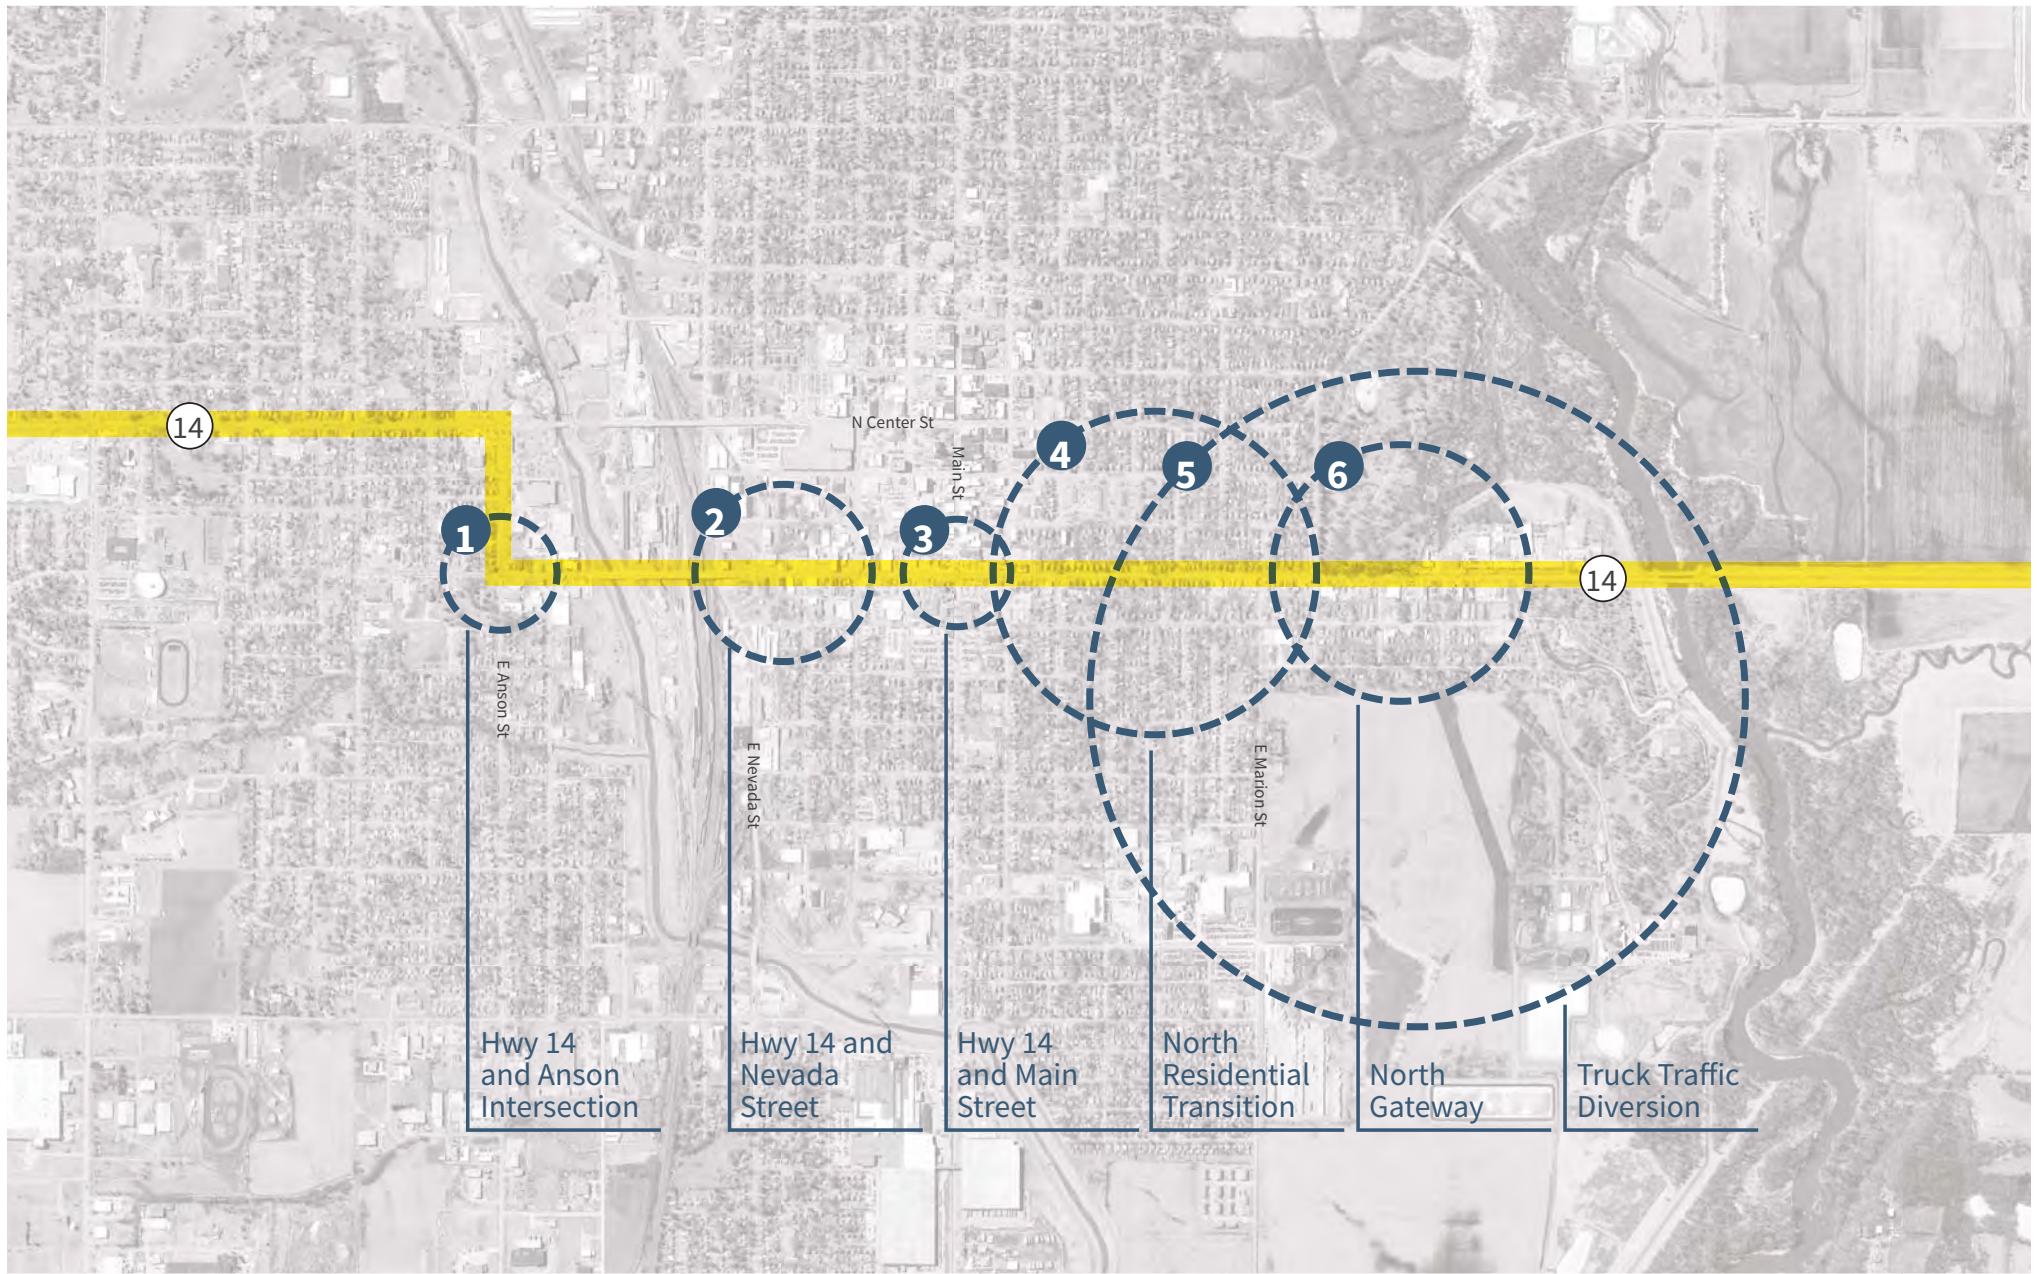 14
N Center St
Main St
4
5
6
2
1
3
14
E Anson St
E Nevada St
E Marion St
Hwy 14
and Anson
Intersection
Hwy 14 and
Nevada
Street
Hwy 14
and Main
Street
North
Residential
Transition
North
Gateway
Truck Traffic
Diversion